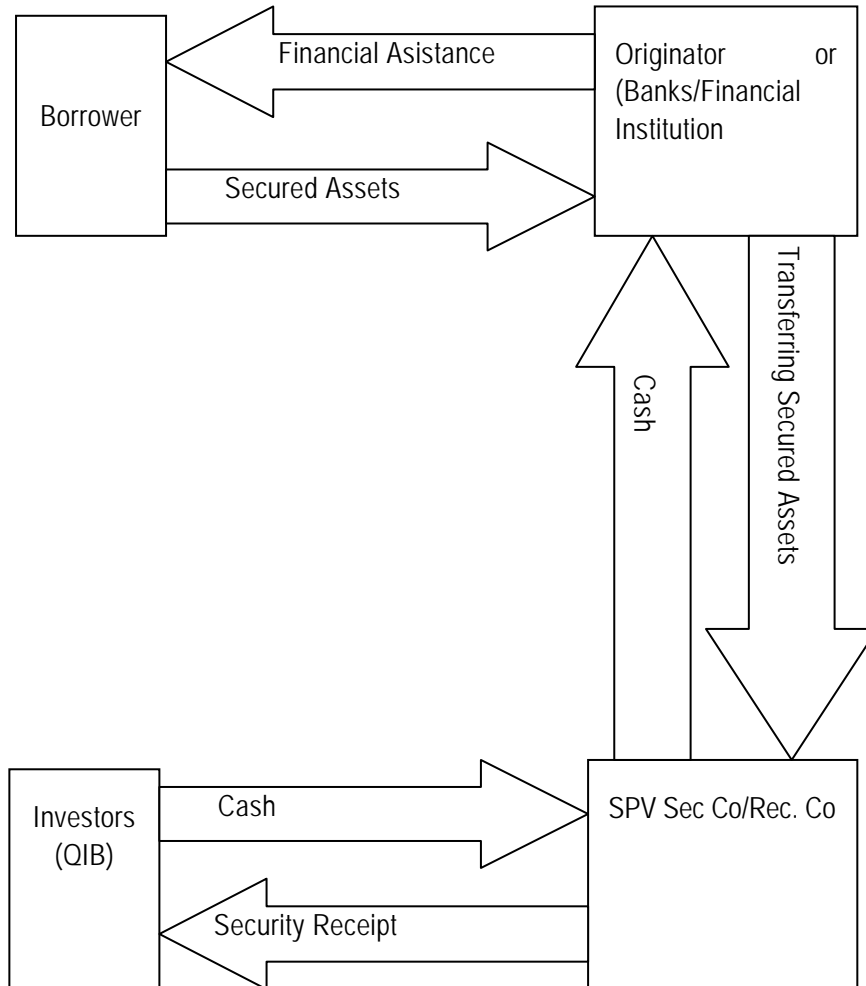 Financial Asistance
Originator or
(Banks/Financial
Institution
Borrower
Secured Assets
Transferring Secured Assets
Cash
Investors
(QIB)
Cash
SPV Sec Co/Rec. Co
Security Receipt